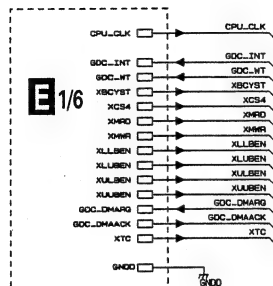 CPU_CLK CPU_CLK
GDC_INT GDC_INT
GDC_WT GDC_WT
XBCYST XBCYST
XCS4 XCS4
E 1/6
XMRD XMRD
XMWR XMWR
XLLBEN XLLBEN
XLUBEN XLUBEN
XULBEN XULBEN
XUUBEN XUUBEN
GDC_DMARQ GDC_DMARQ
GDC_DMAACK GDC_DMAACK
XTC XTC
GNDD